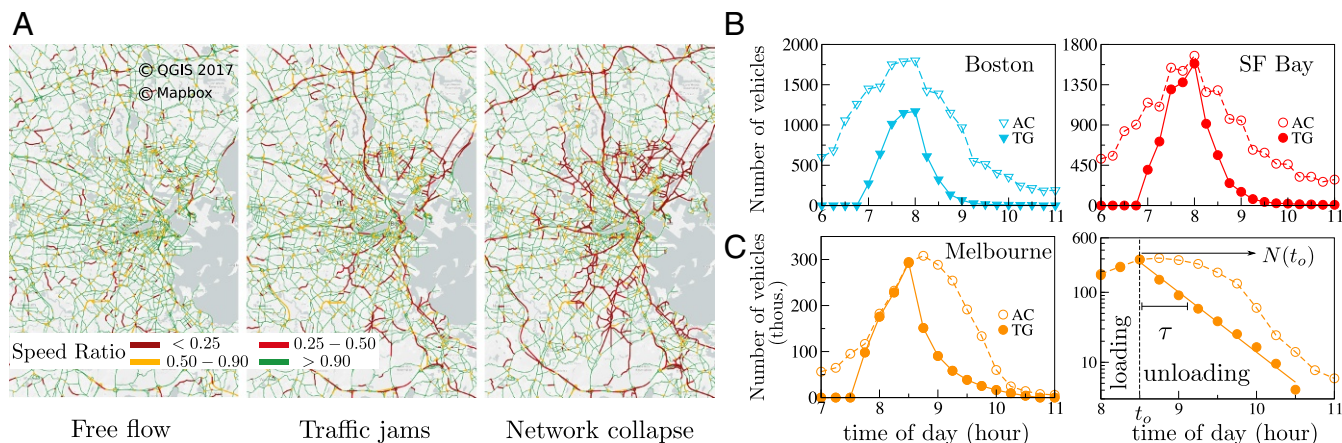 A
© QGIS 2017
© Mapbox
Speed Ratio
< 0.25
0.25 − 0.50
0.50 − 0.90
> 0.90
Free flow
Traffic jams
Network collapse
B
Number of vehicles
2000
1500
1000
500
0
Boston
AC
TG
6 7 8 9 10 11
1800
1350
900
450
0
SF Bay
AC
TG
6 7 8 9 10 11
C
Number of vehicles
(thous.)
300
200
100
0
Melbourne
AC
TG
7 8 9 10 11
time of day (hour)
600
100
10
N(t₀)
loading
τ
unloading
8 t₀ 9 10 11
time of day (hour)